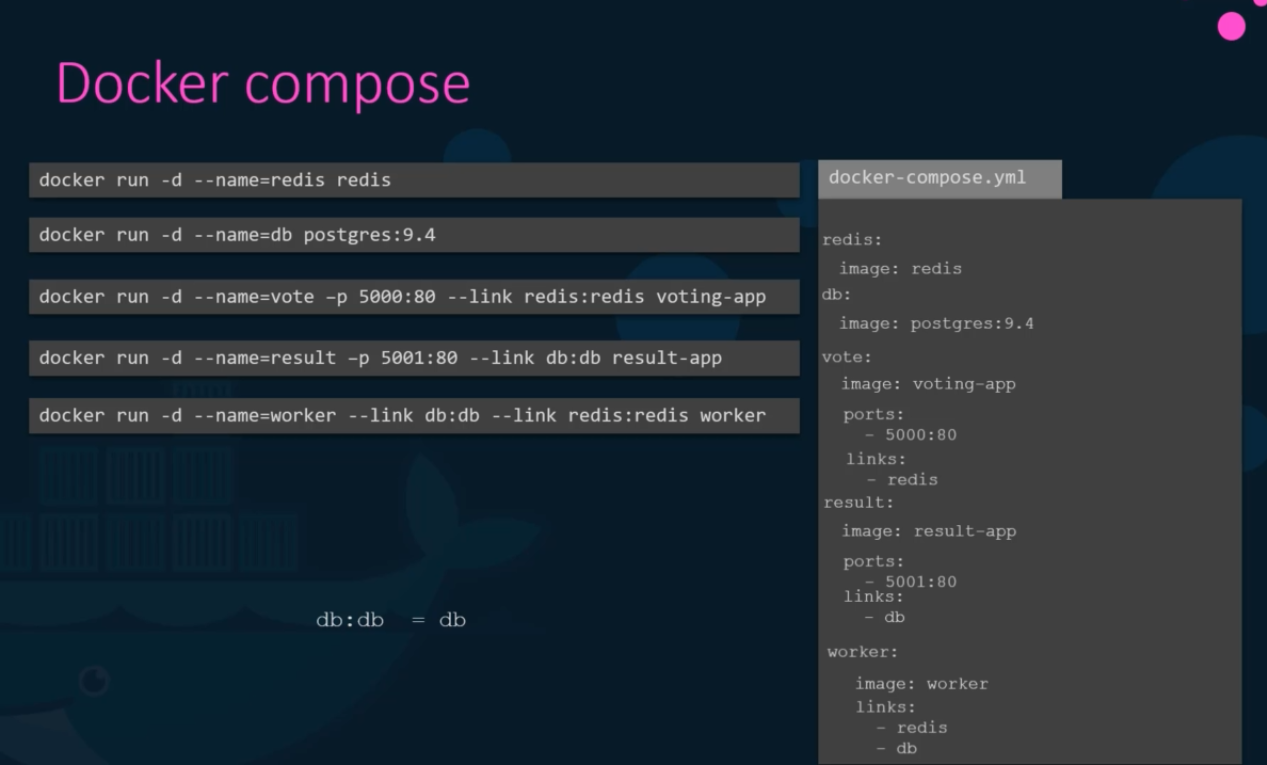 Docker compose
docker run -d --name=redis redis
docker run -d --name=db postgres:9.4
docker run -d --name=vote –p 5000:80 --link redis:redis voting-app
docker run -d --name=result –p 5001:80 --link db:db result-app
docker run -d --name=worker --link db:db --link redis:redis worker
db:db = db
docker-compose.yml
redis:
image: redis
db:
image: postgres:9.4
vote:
image: voting-app
ports:
- 5000:80
links:
- redis
result:
image: result-app
ports:
- 5001:80
links:
- db
worker:
image: worker
links:
- redis
- db